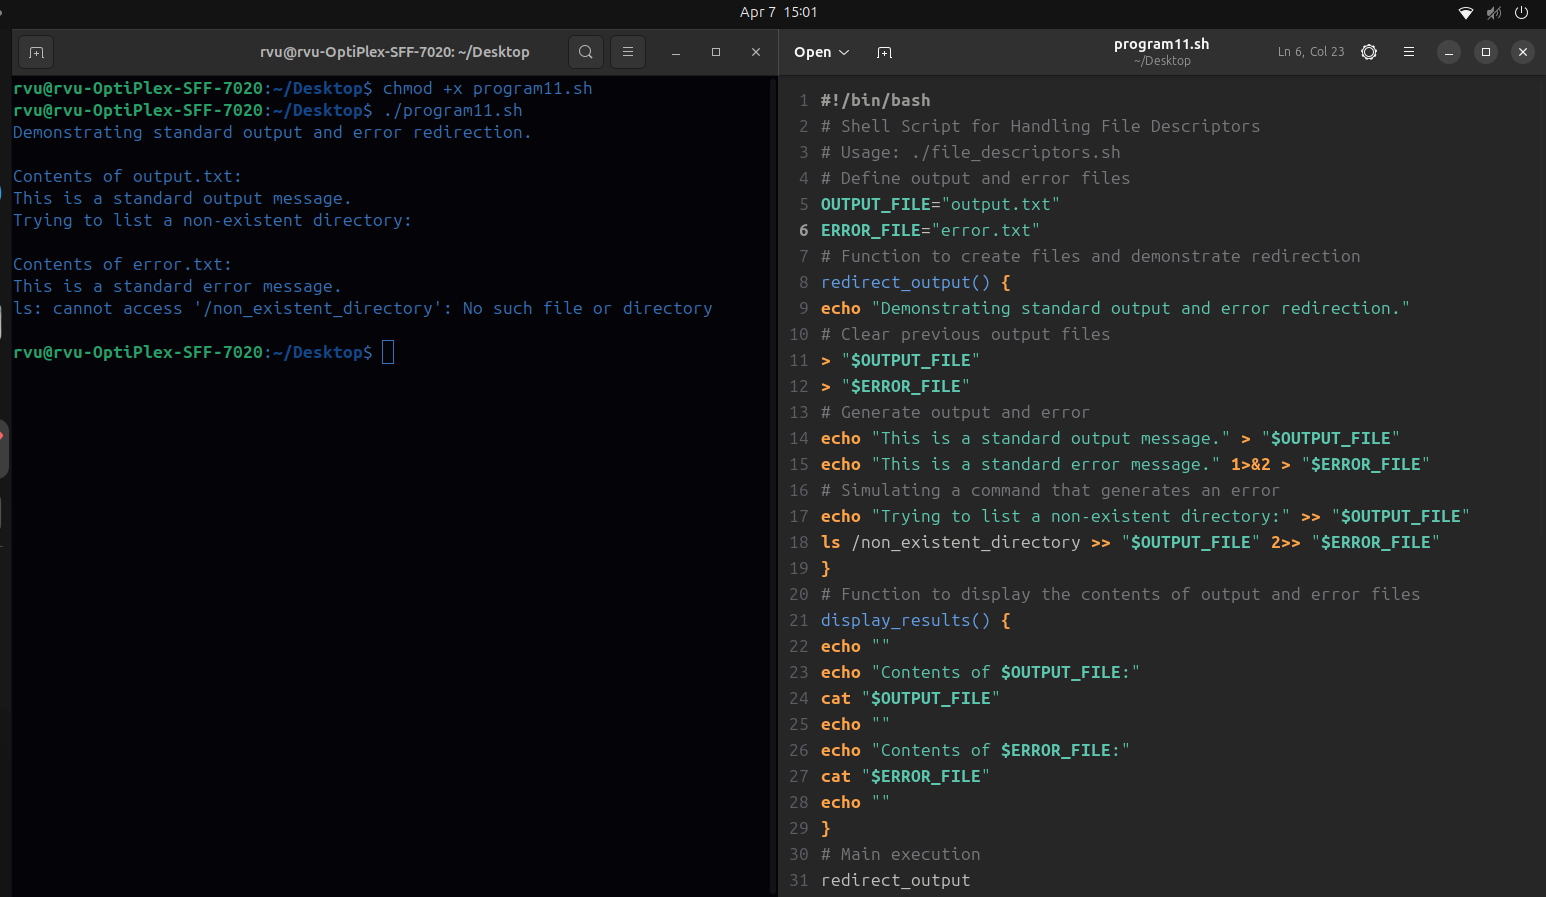 Apr 7 15:01
rvu@rvu-OptiPlex-SFF-7020: ~/Desktop
rvu@rvu-OptiPlex-SFF-7020:~/Desktop$ chmod +x program11.sh
rvu@rvu-OptiPlex-SFF-7020:~/Desktop$ ./program11.sh
Demonstrating standard output and error redirection.

Contents of output.txt:
This is a standard output message.
Trying to list a non-existent directory:

Contents of error.txt:
This is a standard error message.
ls: cannot access '/non_existent_directory': No such file or directory

rvu@rvu-OptiPlex-SFF-7020:~/Desktop$
Open
program11.sh
~/Desktop
Ln 6, Col 23
1 #!/bin/bash
2 # Shell Script for Handling File Descriptors
3 # Usage: ./file_descriptors.sh
4 # Define output and error files
5 OUTPUT_FILE="output.txt"
6 ERROR_FILE="error.txt"
7 # Function to create files and demonstrate redirection
8 redirect_output() {
9 echo "Demonstrating standard output and error redirection."
10 # Clear previous output files
11 > "$OUTPUT_FILE"
12 > "$ERROR_FILE"
13 # Generate output and error
14 echo "This is a standard output message." > "$OUTPUT_FILE"
15 echo "This is a standard error message." 1>&2 > "$ERROR_FILE"
16 # Simulating a command that generates an error
17 echo "Trying to list a non-existent directory:" >> "$OUTPUT_FILE"
18 ls /non_existent_directory >> "$OUTPUT_FILE" 2>> "$ERROR_FILE"
19 }
20 # Function to display the contents of output and error files
21 display_results() {
22 echo ""
23 echo "Contents of $OUTPUT_FILE:"
24 cat "$OUTPUT_FILE"
25 echo ""
26 echo "Contents of $ERROR_FILE:"
27 cat "$ERROR_FILE"
28 echo ""
29 }
30 # Main execution
31 redirect_output